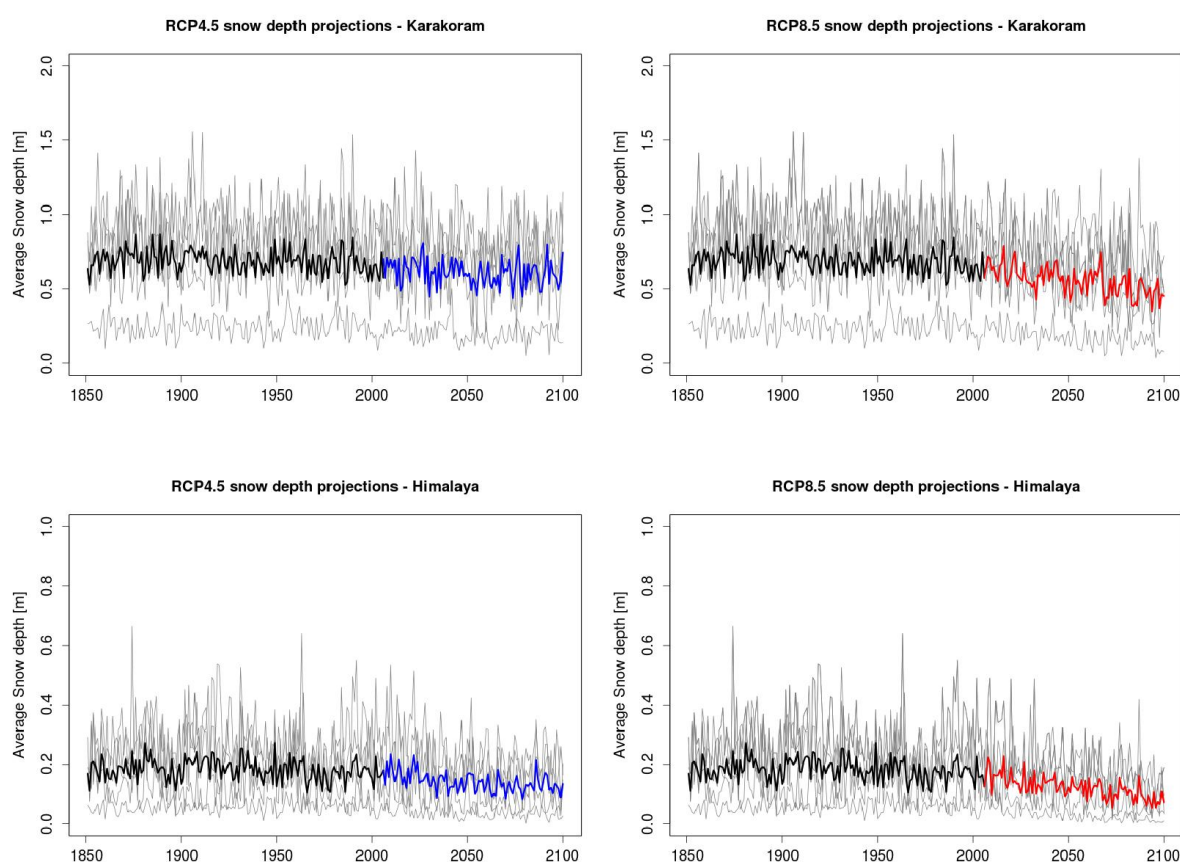 RCP4.5 snow depth projections - Karakoram
Average Snow depth [m]
2.0
1.5
1.0
0.5
0.0
1850 1900 1950 2000 2050 2100
RCP8.5 snow depth projections - Karakoram
Average Snow depth [m]
2.0
1.5
1.0
0.5
0.0
1850 1900 1950 2000 2050 2100
RCP4.5 snow depth projections - Himalaya
Average Snow depth [m]
1.0
0.8
0.6
0.4
0.2
0.0
1850 1900 1950 2000 2050 2100
RCP8.5 snow depth projections - Himalaya
Average Snow depth [m]
1.0
0.8
0.6
0.4
0.2
0.0
1850 1900 1950 2000 2050 2100